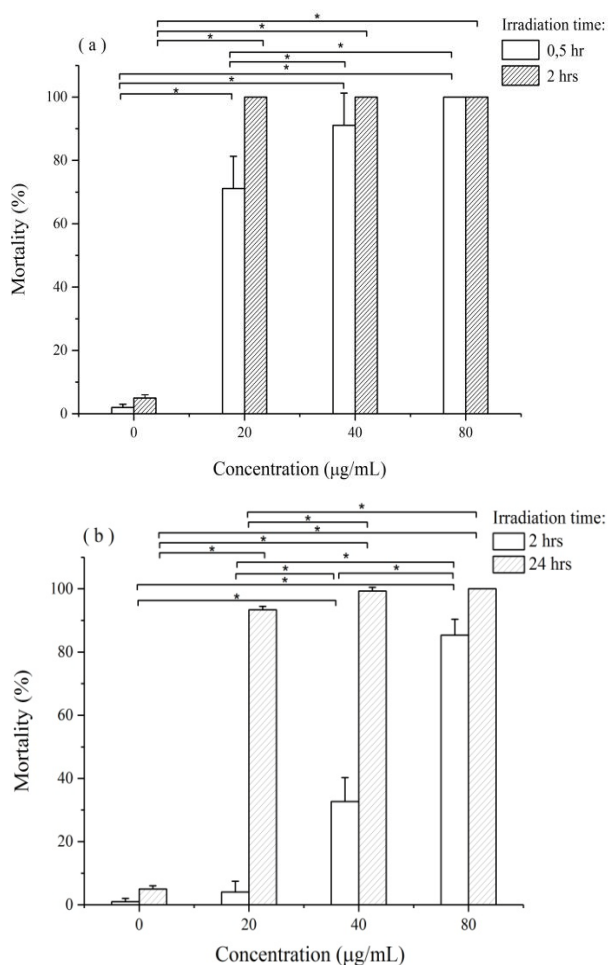 ( a )
Irradiation time:
0,5 hr
2 hrs
*
*
*
*
*
*
*
*
Mortality (%)
100
80
60
40
20
0
0 20 40 80
Concentration (μg/mL)
( b )
Irradiation time:
2 hrs
24 hrs
*
*
*
*
*
*
*
*
*
*
Mortality (%)
100
80
60
40
20
0
0 20 40 80
Concentration (μg/mL)